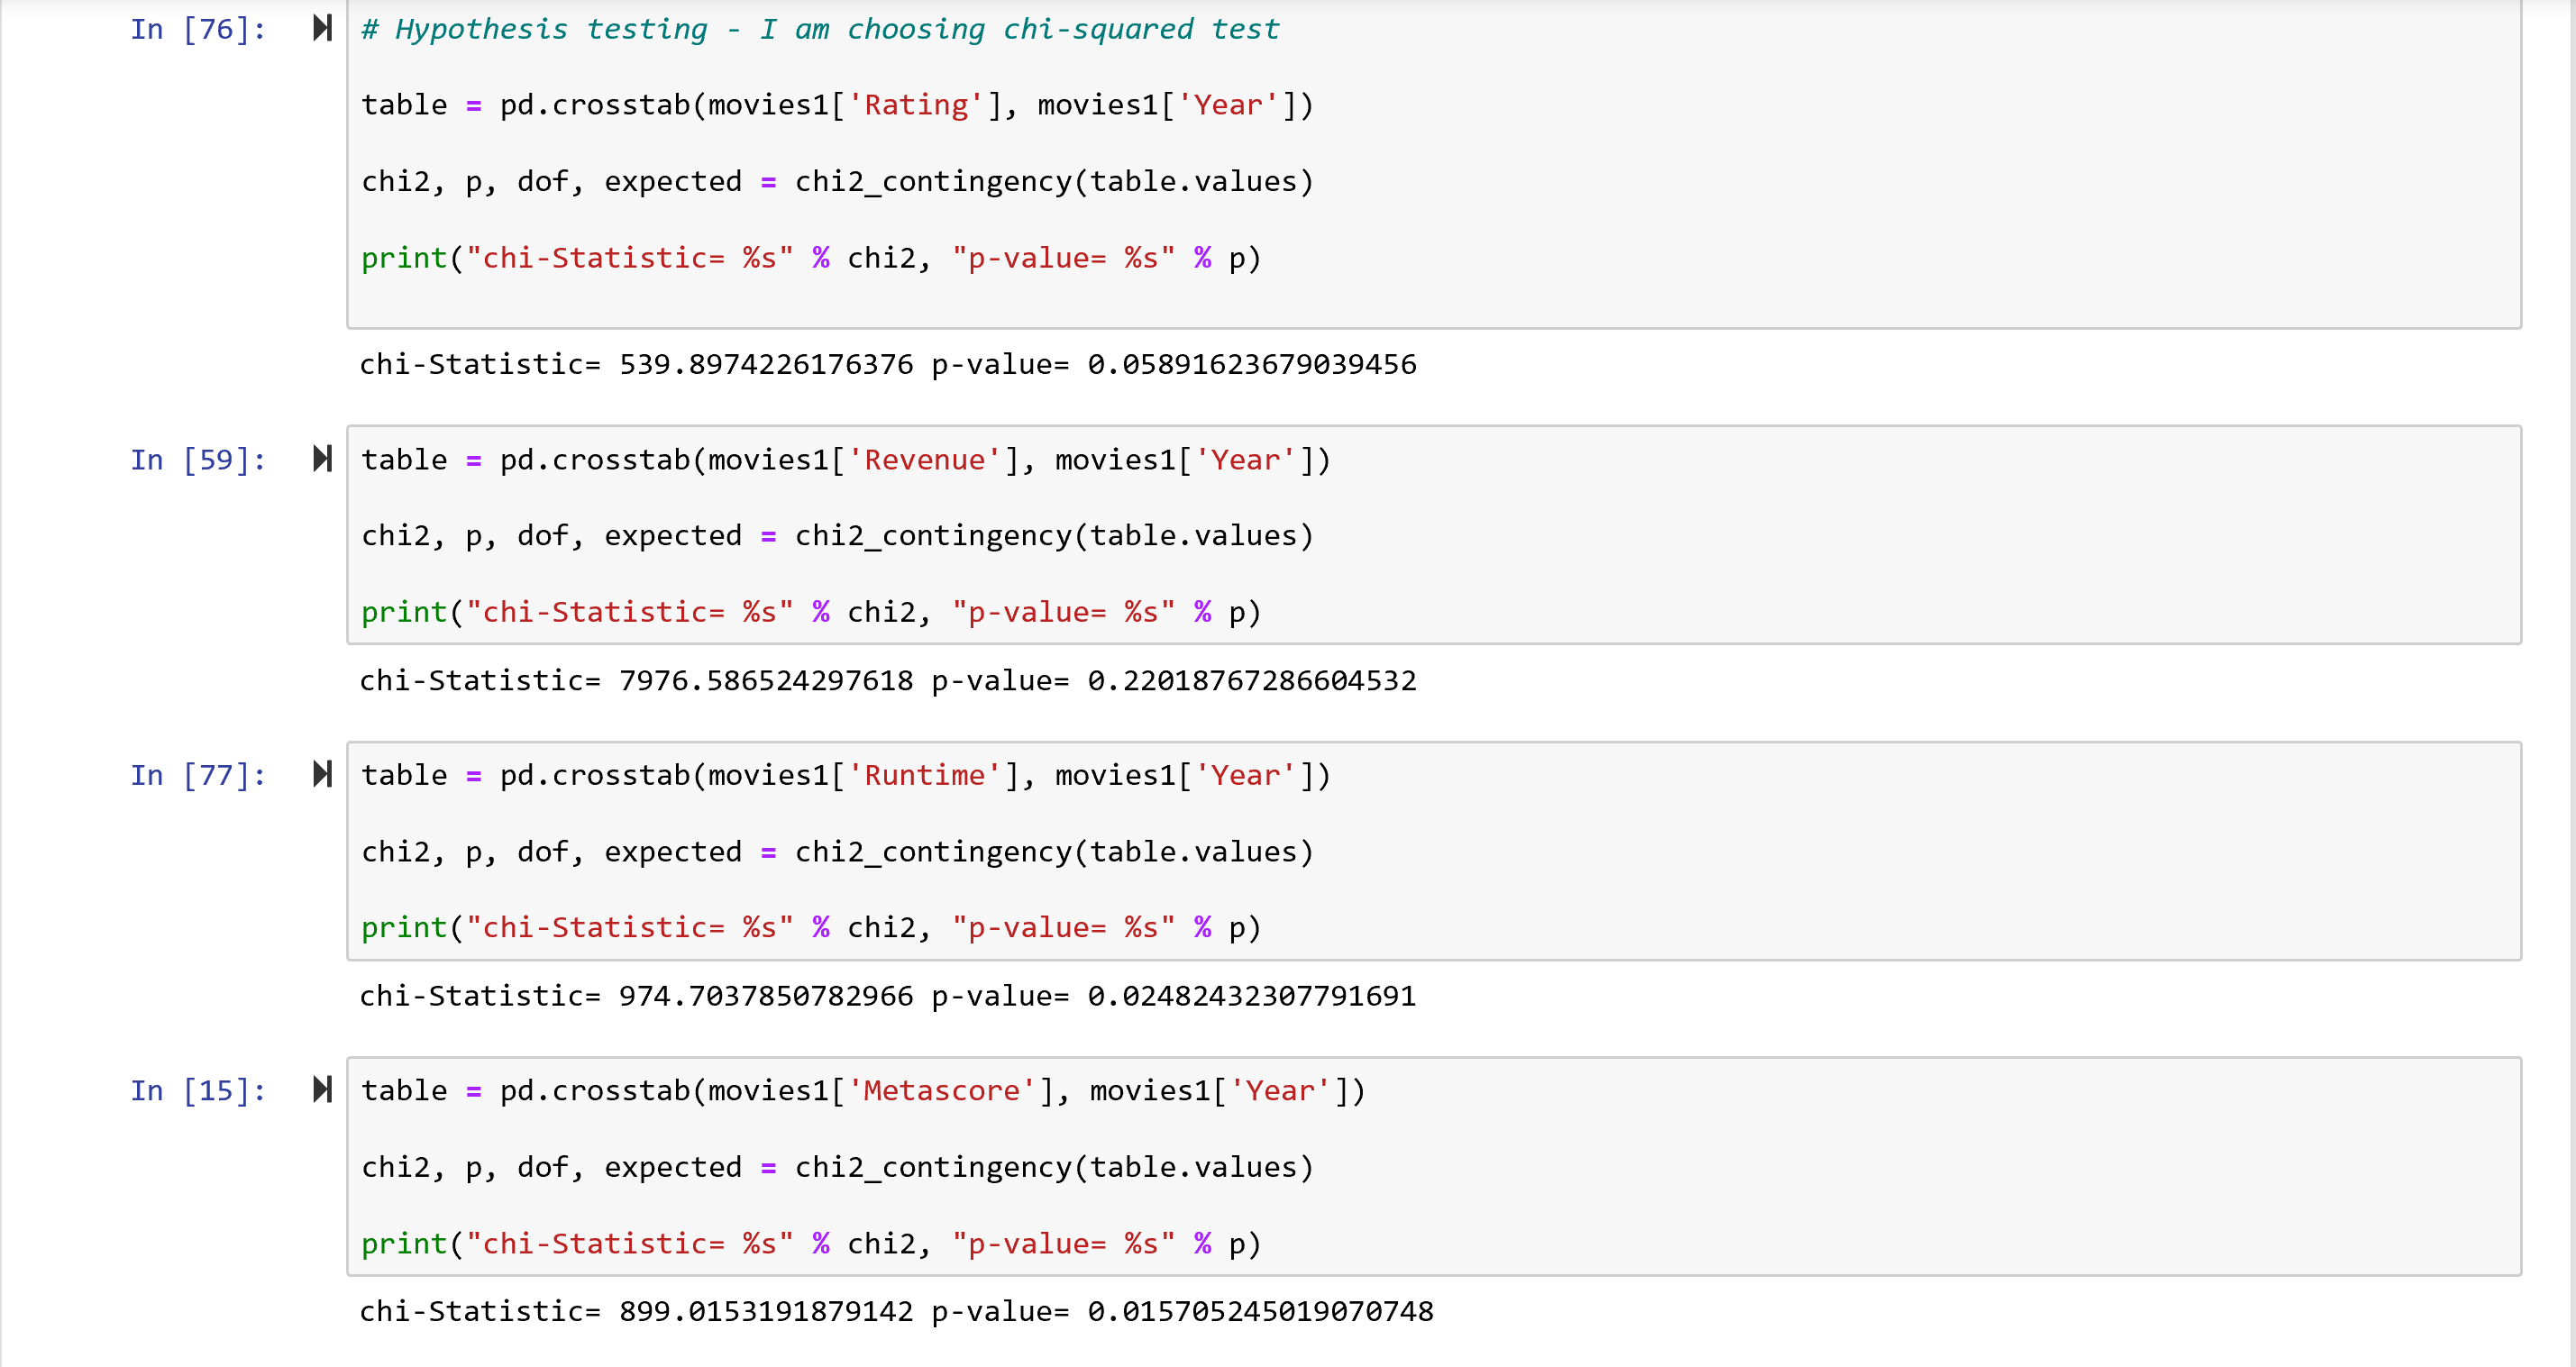 In [76]: # Hypothesis testing - I am choosing chi-squared test
table = pd.crosstab(movies1['Rating'], movies1['Year'])
chi2, p, dof, expected = chi2_contingency(table.values)
print("chi-Statistic= %s" % chi2, "p-value= %s" % p)
chi-Statistic= 539.8974226176376 p-value= 0.05891623679039456
In [59]: table = pd.crosstab(movies1['Revenue'], movies1['Year'])
chi2, p, dof, expected = chi2_contingency(table.values)
print("chi-Statistic= %s" % chi2, "p-value= %s" % p)
chi-Statistic= 7976.586524297618 p-value= 0.22018767286604532
In [77]: table = pd.crosstab(movies1['Runtime'], movies1['Year'])
chi2, p, dof, expected = chi2_contingency(table.values)
print("chi-Statistic= %s" % chi2, "p-value= %s" % p)
chi-Statistic= 974.7037850782966 p-value= 0.02482432307791691
In [15]: table = pd.crosstab(movies1['Metascore'], movies1['Year'])
chi2, p, dof, expected = chi2_contingency(table.values)
print("chi-Statistic= %s" % chi2, "p-value= %s" % p)
chi-Statistic= 899.0153191879142 p-value= 0.015705245019070748